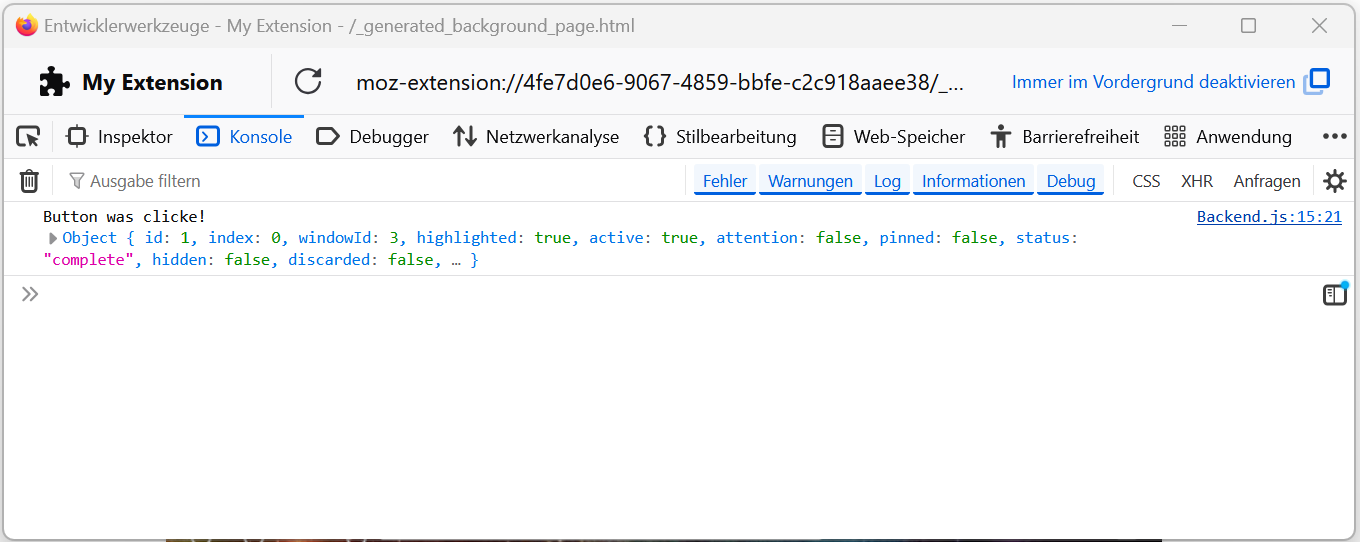 Entwicklerwerkzeuge - My Extension - /_generated_background_page.html
My Extension moz-extension://4fe7d0e6-9067-4859-bbfe-c2c918aaee38/_... Immer im Vordergrund deaktivieren
Inspektor Konsole Debugger Netzwerkanalyse Stilbearbeitung Web-Speicher Barrierefreiheit Anwendung
Ausgabe filtern Fehler Warnungen Log Informationen Debug CSS XHR Anfragen
Button was clicke! Backend.js:15:21
Object { id: 1, index: 0, windowId: 3, highlighted: true, active: true, attention: false, pinned: false, status:
"complete", hidden: false, discarded: false, … }